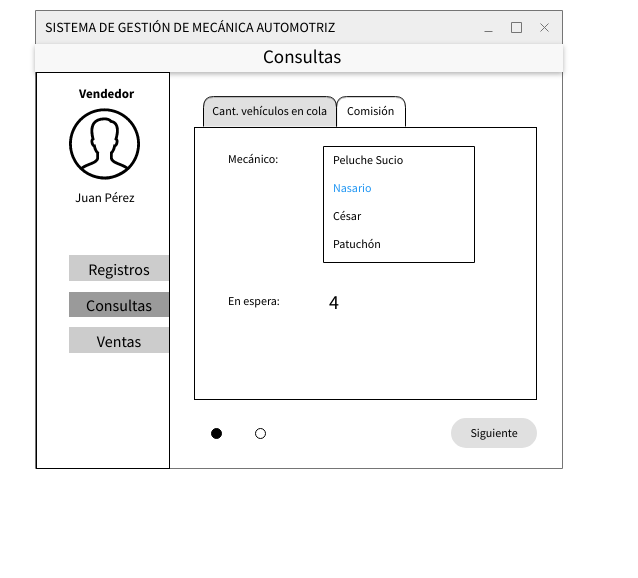 SISTEMA DE GESTIÓN DE MECÁNICA AUTOMOTRIZ
Consultas
Vendedor
Juan Pérez
Registros
Consultas
Ventas
Cant. vehículos en cola
Comisión
Mecánico:
Peluche Sucio
Nasario
César
Patuchón
En espera:
4
Siguiente